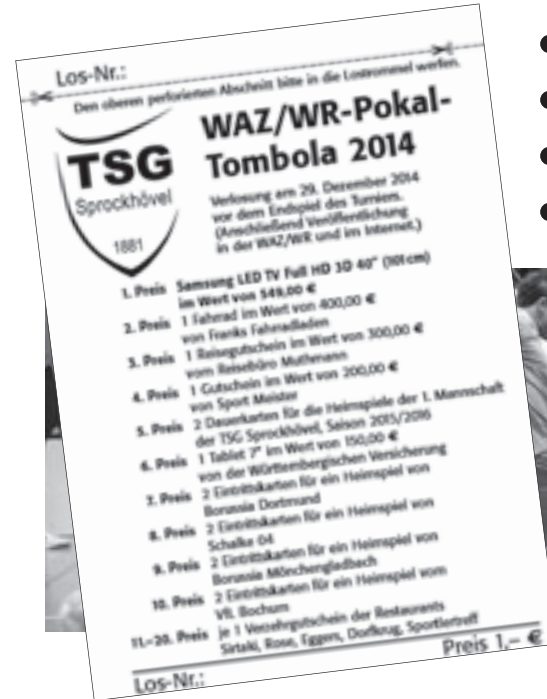 Los-Nr.:
Den oberen perforierten Abschnitt bitte in die Lostrommel werfen.
TSG
Sprockhövel
1881
WAZ/WR-Pokal-
Tombola 2014
Verlosung am 29. Dezember 2014
vor dem Endspiel des Turniers.
(Anschließend Veröffentlichung
in der WAZ/WR und im Internet.)
1. Preis Samsung LED TV Full HD 3D 40" (101cm)
im Wert von 549,00 €
2. Preis 1 Fahrrad im Wert von 400,00 €
von Franks Fahrradladen
3. Preis 1 Reisegutschein im Wert von 300,00 €
vom Reisebüro Muthmann
4. Preis 1 Gutschein im Wert von 200,00 €
von Sport Meister
5. Preis 2 Dauerkarten für die Heimspiele der 1. Mannschaft
der TSG Sprockhövel, Saison 2015/2016
6. Preis 1 Tablet 7" im Wert von 150,00 €
von der Württembergischen Versicherung
7. Preis 2 Eintrittskarten für ein Heimspiel von
Borussia Dortmund
8. Preis 2 Eintrittskarten für ein Heimspiel von
Schalke 04
9. Preis 2 Eintrittskarten für ein Heimspiel von
Borussia Mönchengladbach
10. Preis 2 Eintrittskarten für ein Heimspiel vom
VfL Bochum
11.–20. Preis je 1 Verzehrgutschein der Restaurants
Sirtaki, Rose, Eggers, Dorfkrug, Sportlertreff
Los-Nr.:
Preis 1,– €